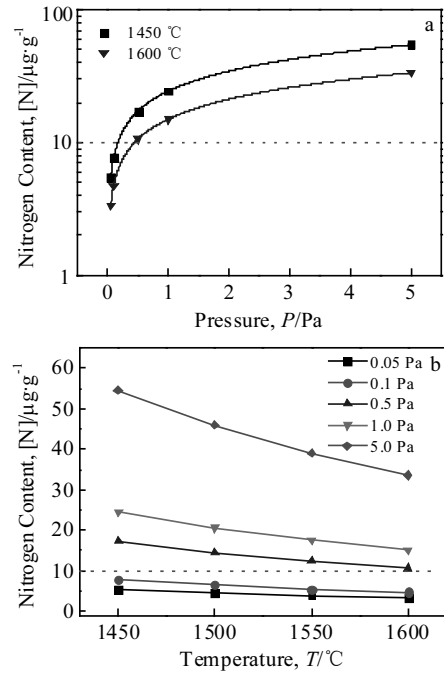 a
1450 ℃
1600 ℃
Nitrogen Content, [N]/μg·g⁻¹
100
10
1
0 1 2 3 4 5
Pressure, P/Pa
b
0.05 Pa
0.1 Pa
0.5 Pa
1.0 Pa
5.0 Pa
Nitrogen Content, [N]/μg·g⁻¹
60
50
40
30
20
10
0
1450 1500 1550 1600
Temperature, T/℃